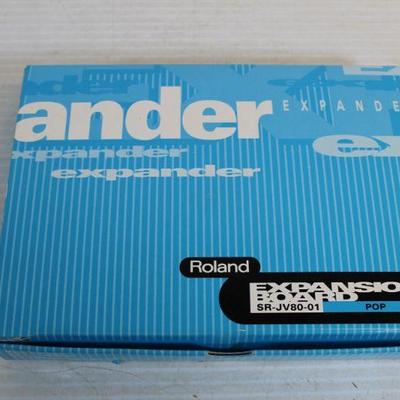 ander
EXPANDE
expander
expander
Roland
EXPANSIO
BOARD
SR-JV80-01 POP